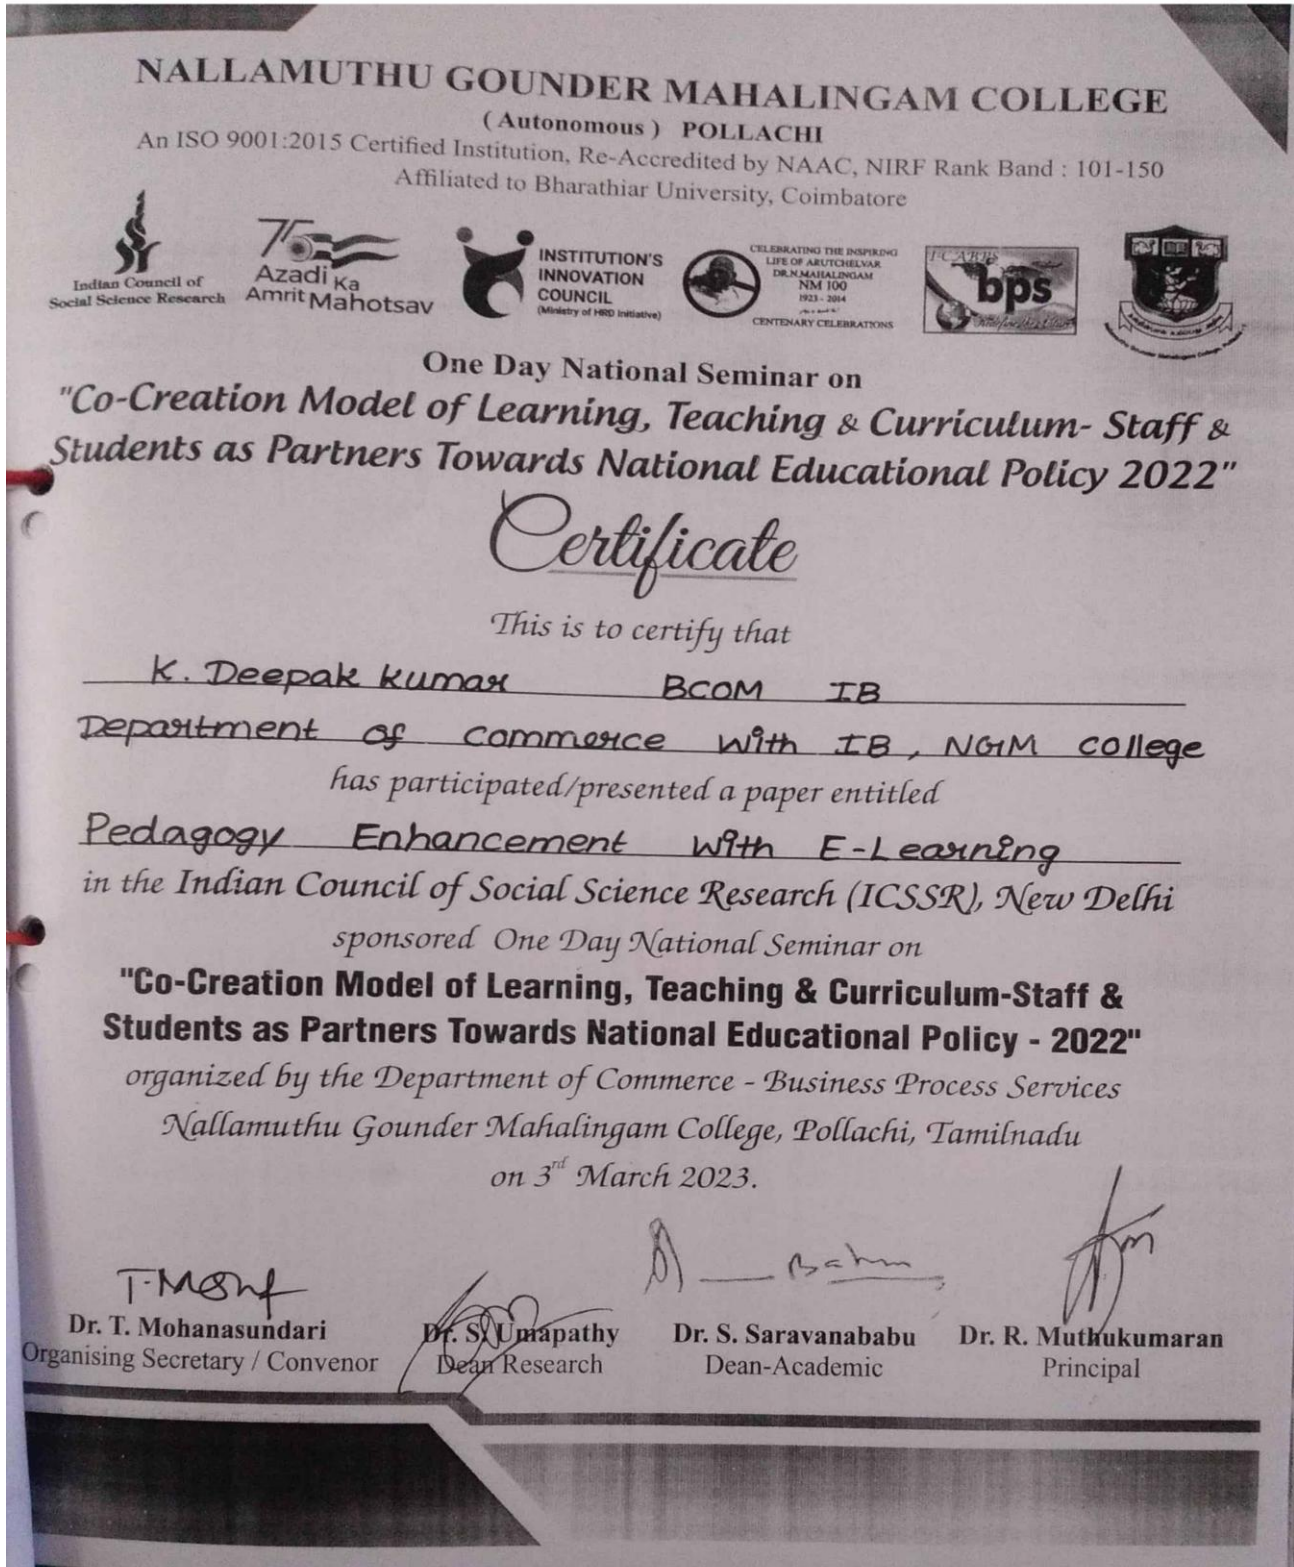 NALLAMUTHU GOUNDER MAHALINGAM COLLEGE
( Autonomous ) POLLACHI
An ISO 9001:2015 Certified Institution, Re-Accredited by NAAC, NIRF Rank Band : 101-150
Affiliated to Bharathiar University, Coimbatore
Indian Council of
Social Science Research
75
Azadi Ka
Amrit Mahotsav
INSTITUTION'S
INNOVATION
COUNCIL
(Ministry of HRD Initiative)
CELEBRATING THE INSPIRING
LIFE OF ARUTCHELVAR
DR.N.MAHALINGAM
NM 100
1923 - 2014
CENTENARY CELEBRATIONS
bps
One Day National Seminar on
"Co-Creation Model of Learning, Teaching & Curriculum- Staff &
Students as Partners Towards National Educational Policy 2022"
Certificate
This is to certify that
K. Deepak Kumar BCOM IB
Department of Commerce With IB, NGM College
has participated/presented a paper entitled
Pedagogy Enhancement With E-Learning
in the Indian Council of Social Science Research (ICSSR), New Delhi
sponsored One Day National Seminar on
"Co-Creation Model of Learning, Teaching & Curriculum-Staff &
Students as Partners Towards National Educational Policy - 2022"
organized by the Department of Commerce - Business Process Services
Nallamuthu Gounder Mahalingam College, Pollachi, Tamilnadu
on 3rd March 2023.
Dr. T. Mohanasundari
Organising Secretary / Convenor
Dr. S. Umapathy
Dean Research
Dr. S. Saravanababu
Dean-Academic
Dr. R. Muthukumaran
Principal